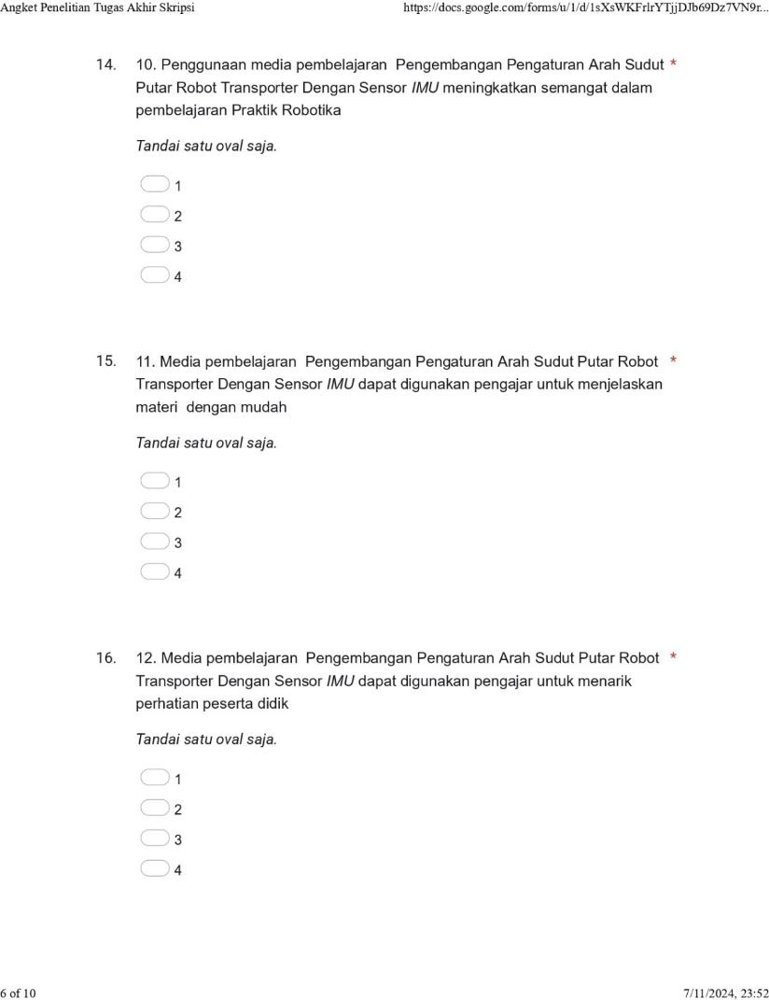 Angket Penelitian Tugas Akhir Skripsi https://docs.google.com/forms/u/1/d/1sXsWKFrlrYTjjDJb69Dz7VN9r...
14. 10. Penggunaan media pembelajaran Pengembangan Pengaturan Arah Sudut *
Putar Robot Transporter Dengan Sensor IMU meningkatkan semangat dalam
pembelajaran Praktik Robotika
Tandai satu oval saja.
1
2
3
4
15. 11. Media pembelajaran Pengembangan Pengaturan Arah Sudut Putar Robot *
Transporter Dengan Sensor IMU dapat digunakan pengajar untuk menjelaskan
materi dengan mudah
Tandai satu oval saja.
1
2
3
4
16. 12. Media pembelajaran Pengembangan Pengaturan Arah Sudut Putar Robot *
Transporter Dengan Sensor IMU dapat digunakan pengajar untuk menarik
perhatian peserta didik
Tandai satu oval saja.
1
2
3
4
6 of 10 7/11/2024, 23:52